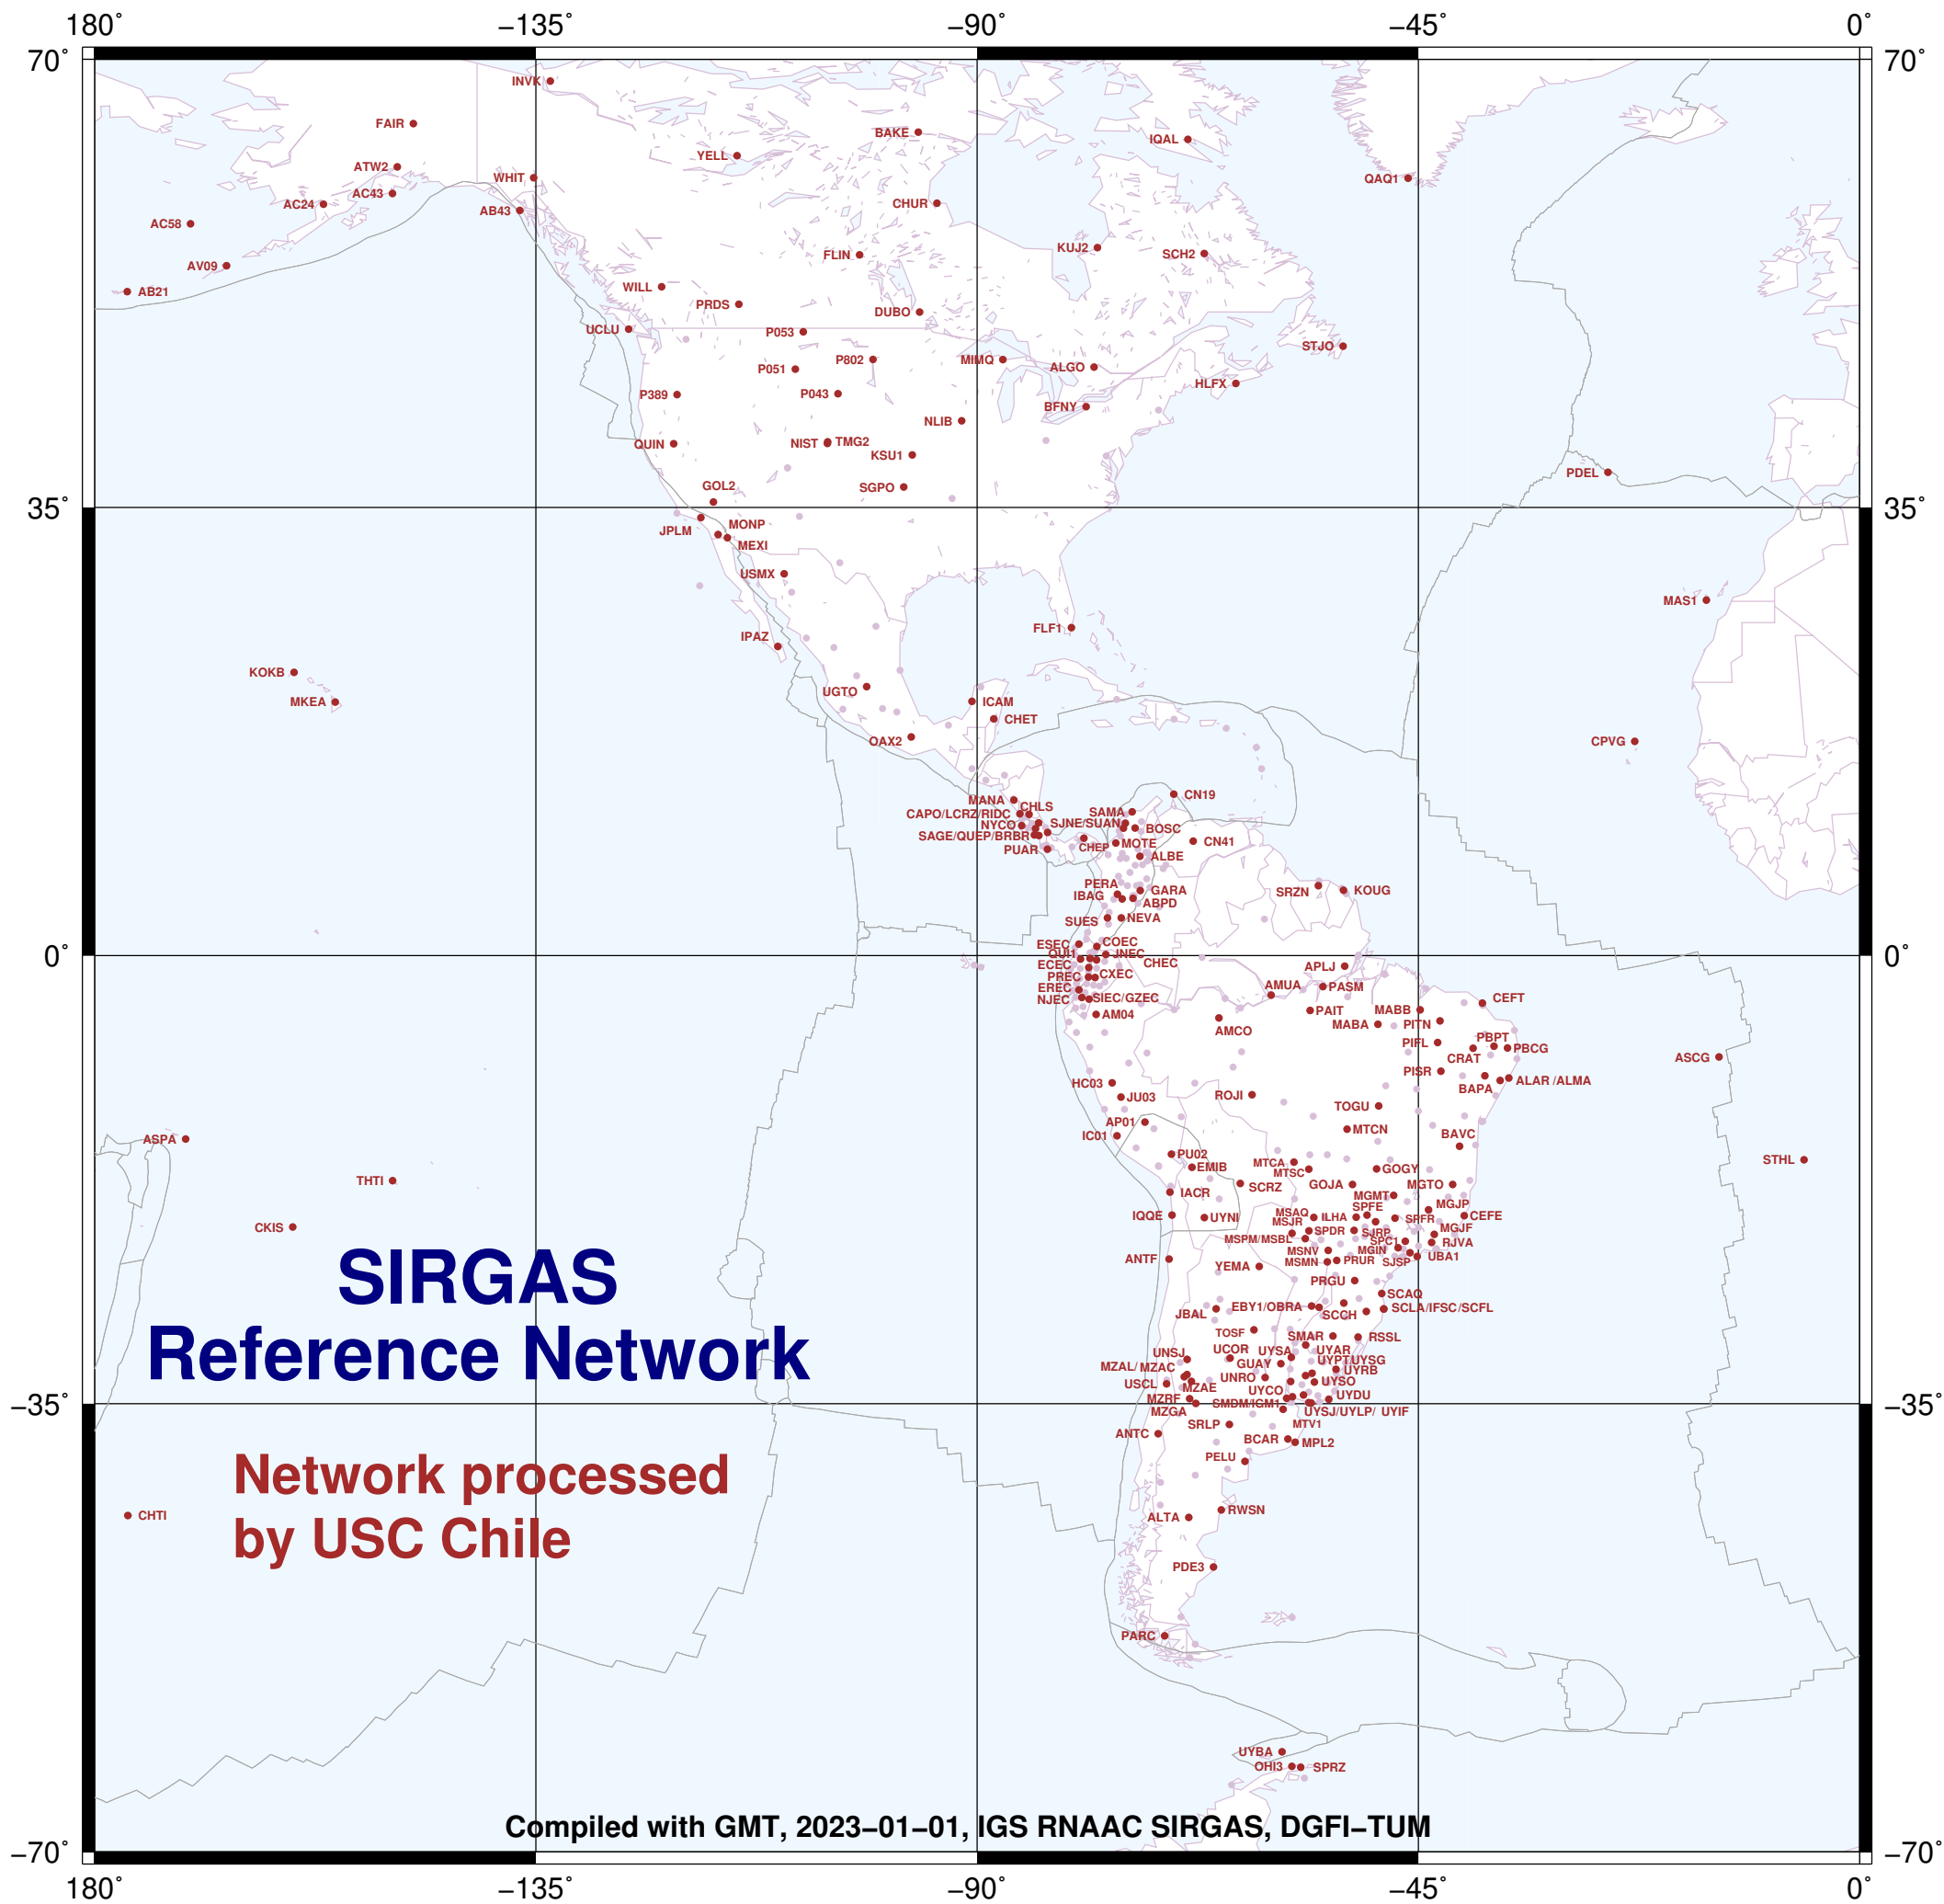 180° −135° −90° −45° 0°
70° 70°
INVK
FAIR
BAKE
IQAL
YELL
ATW2
WHIT
QAQ1
AC43
AC24
CHUR
AB43
AC58
KUJ2
SCH2
FLIN
AV09
WILL
AB21
PRDS
DUBO
UCLU
P053
STJO
P802
MIMQ
ALGO
P051
HLFX
P389
P043
BFNY
NLIB
QUIN
NIST TMG2
KSU1
PDEL
GOL2
SGPO
35° 35°
MONP
JPLM
MEXI
USMX
MAS1
FLF1
IPAZ
KOKB
UGTO
MKEA
ICAM
CHET
OAX2
CPVG
CN19
MANA
CHLS
CAPO/LCRZ/RIDC
SAMA
NYCO
SJNE/SUAN
BOSC
SAGE/QUEP/BRBR
CHEP
MOTE
CN41
PUAR
ALBE
PERA
GARA
SRZN
KOUG
IBAG
ABPD
SUES
NEVA
ESEC
COEC
QUI1
JNEC
0° 0°
ECEC
CHEC
APLJ
PREC
CXEC
EREC
AMUA
PASM
NJEC
SIEC/GZEC
CEFT
AM04
PAIT
MABB
AMCO
MABA
PITN
PIFL
PBPT
PBCG
CRAT
ASCG
PISR
HC03
ALAR /ALMA
BAPA
JU03
ROJI
TOGU
AP01
MTCN
IC01
BAVC
ASPA
PU02
MTCA
STHL
EMIB
MTSC
GOGY
THTI
SCRZ
GOJA
MGTO
IACR
MGMT
MGJP
SPFE
IQQE
UYNI
MSAQ
ILHA
SPFR
CEFE
MSJR
CKIS
SPDR
SJRP
MGJF
MSPM/MSBL
SPC1
RJVA
MSNV
MGIN
UBA1
ANTF
MSMN
PRUR
SJSP
YEMA
SIRGAS
PRGU
SCAQ
JBAL
EBY1/OBRA
SCCH
SCLA/IFSC/SCFL
TOSF
SMAR
RSSL
Reference Network
UNSJ
UCOR
UYSA
UYAR
GUAY
UYPT
UYSG
MZAL/ MZAC
UYRB
USCL
MZAE
UNRO
UYSO
UYCO
UYDU
MZRF
SMDM/IGM1
−35° −35°
MZGA
UYSJ/UYLP/ UYIF
SRLP
MTV1
ANTC
BCAR
MPL2
PELU
Network processed
RWSN
CHTI
ALTA
by USC Chile
PDE3
PARC
UYBA
OHI3
SPRZ
Compiled with GMT, 2023−01−01, IGS RNAAC SIRGAS, DGFI−TUM
−70° −70°
180° −135° −90° −45° 0°